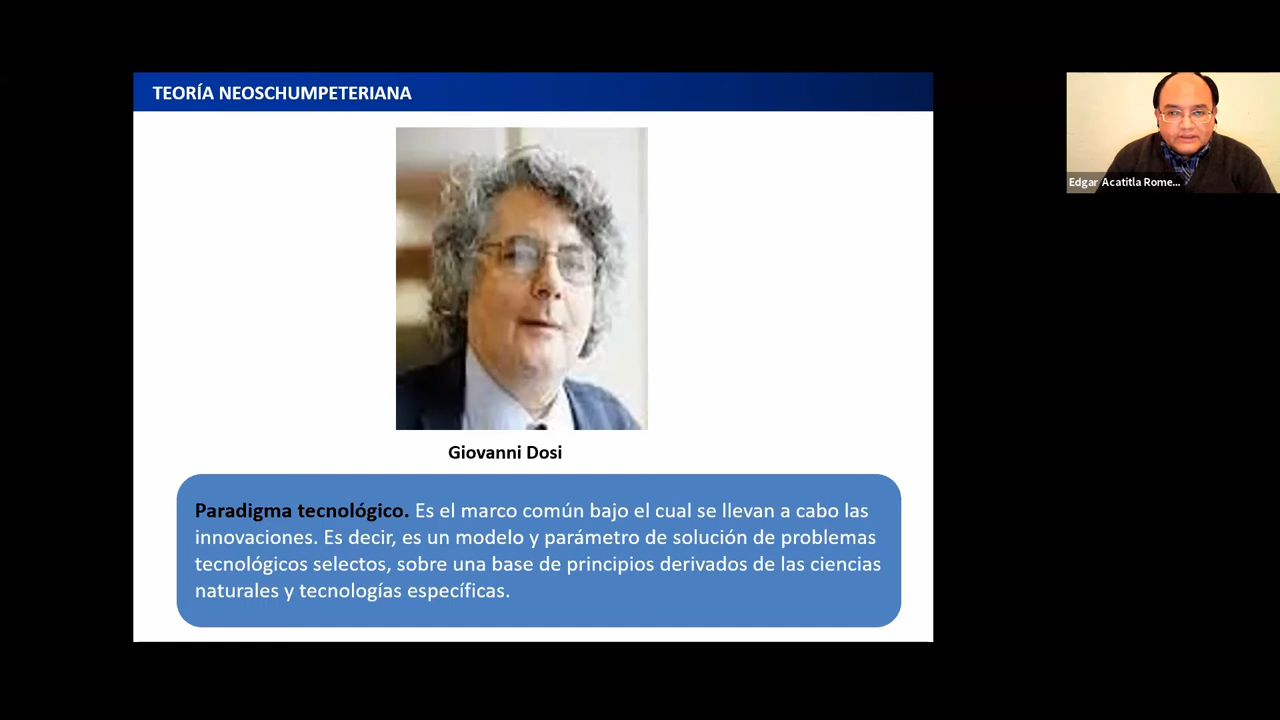 TEORÍA NEOSCHUMPETERIANA
Edgar Acatitla Rome...
Giovanni Dosi
Paradigma tecnológico. Es el marco común bajo el cual se llevan a cabo las
innovaciones. Es decir, es un modelo y parámetro de solución de problemas
tecnológicos selectos, sobre una base de principios derivados de las ciencias
naturales y tecnologías específicas.